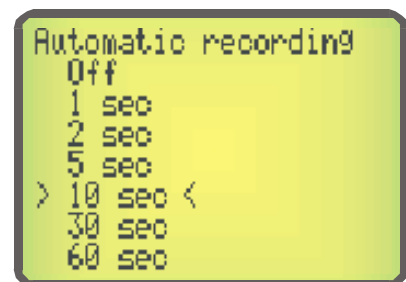 Automatic recording
Off
1 sec
2 sec
5 sec
> 10 sec <
30 sec
60 sec